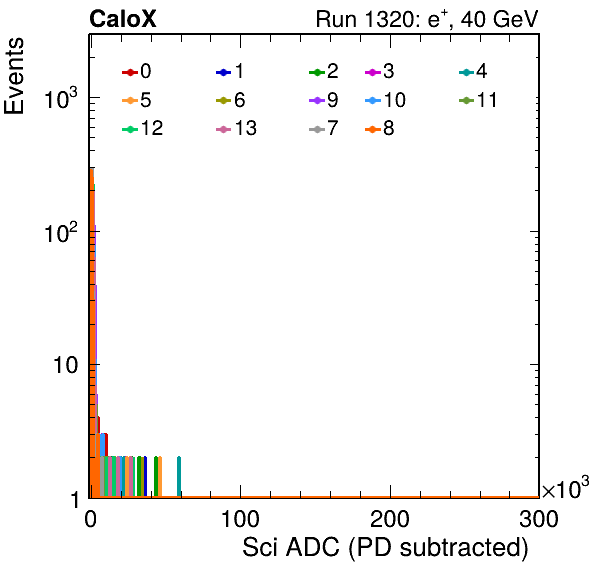 CaloX Run 1320: e⁺, 40 GeV
Events
0 1 2 3 4
5 6 9 10 11
12 13 7 8
10³
10²
10
1
0 100 200 300
×10³
Sci ADC (PD subtracted)